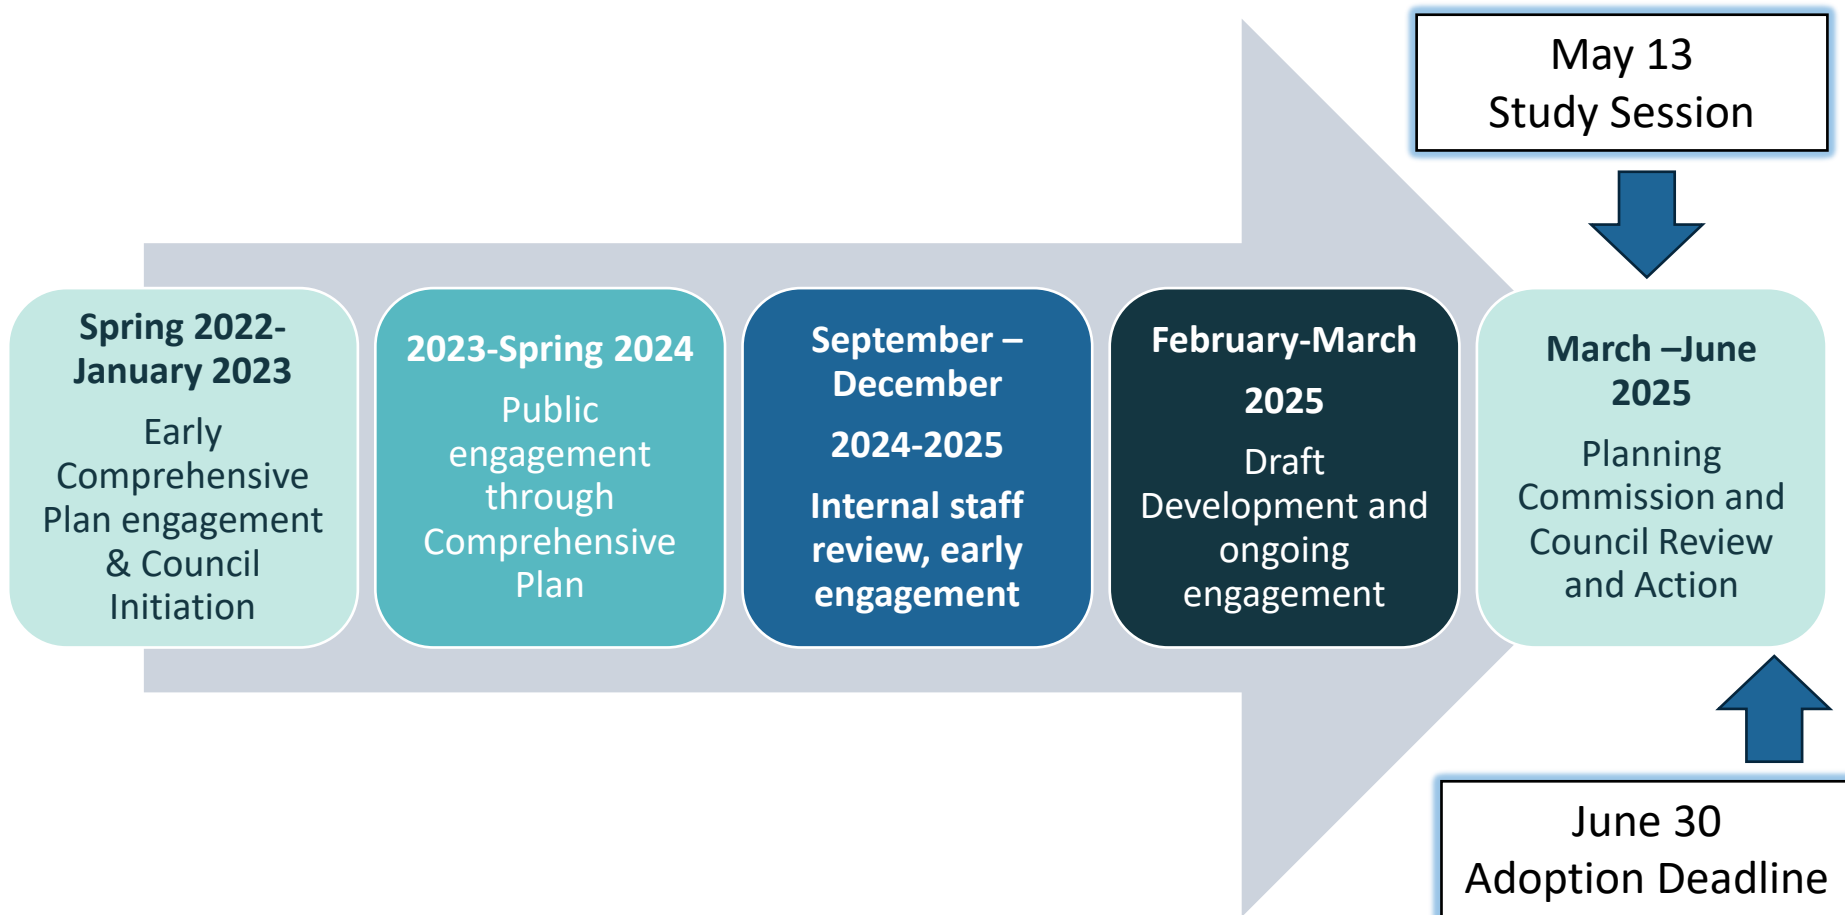 May 13
Study Session
Spring 2022-
January 2023
Early
Comprehensive
Plan engagement
& Council
Initiation
2023-Spring 2024
Public
engagement
through
Comprehensive
Plan
September –
December
2024-2025
Internal staff
review, early
engagement
February-March
2025
Draft
Development and
ongoing
engagement
March –June
2025
Planning
Commission and
Council Review
and Action
June 30
Adoption Deadline